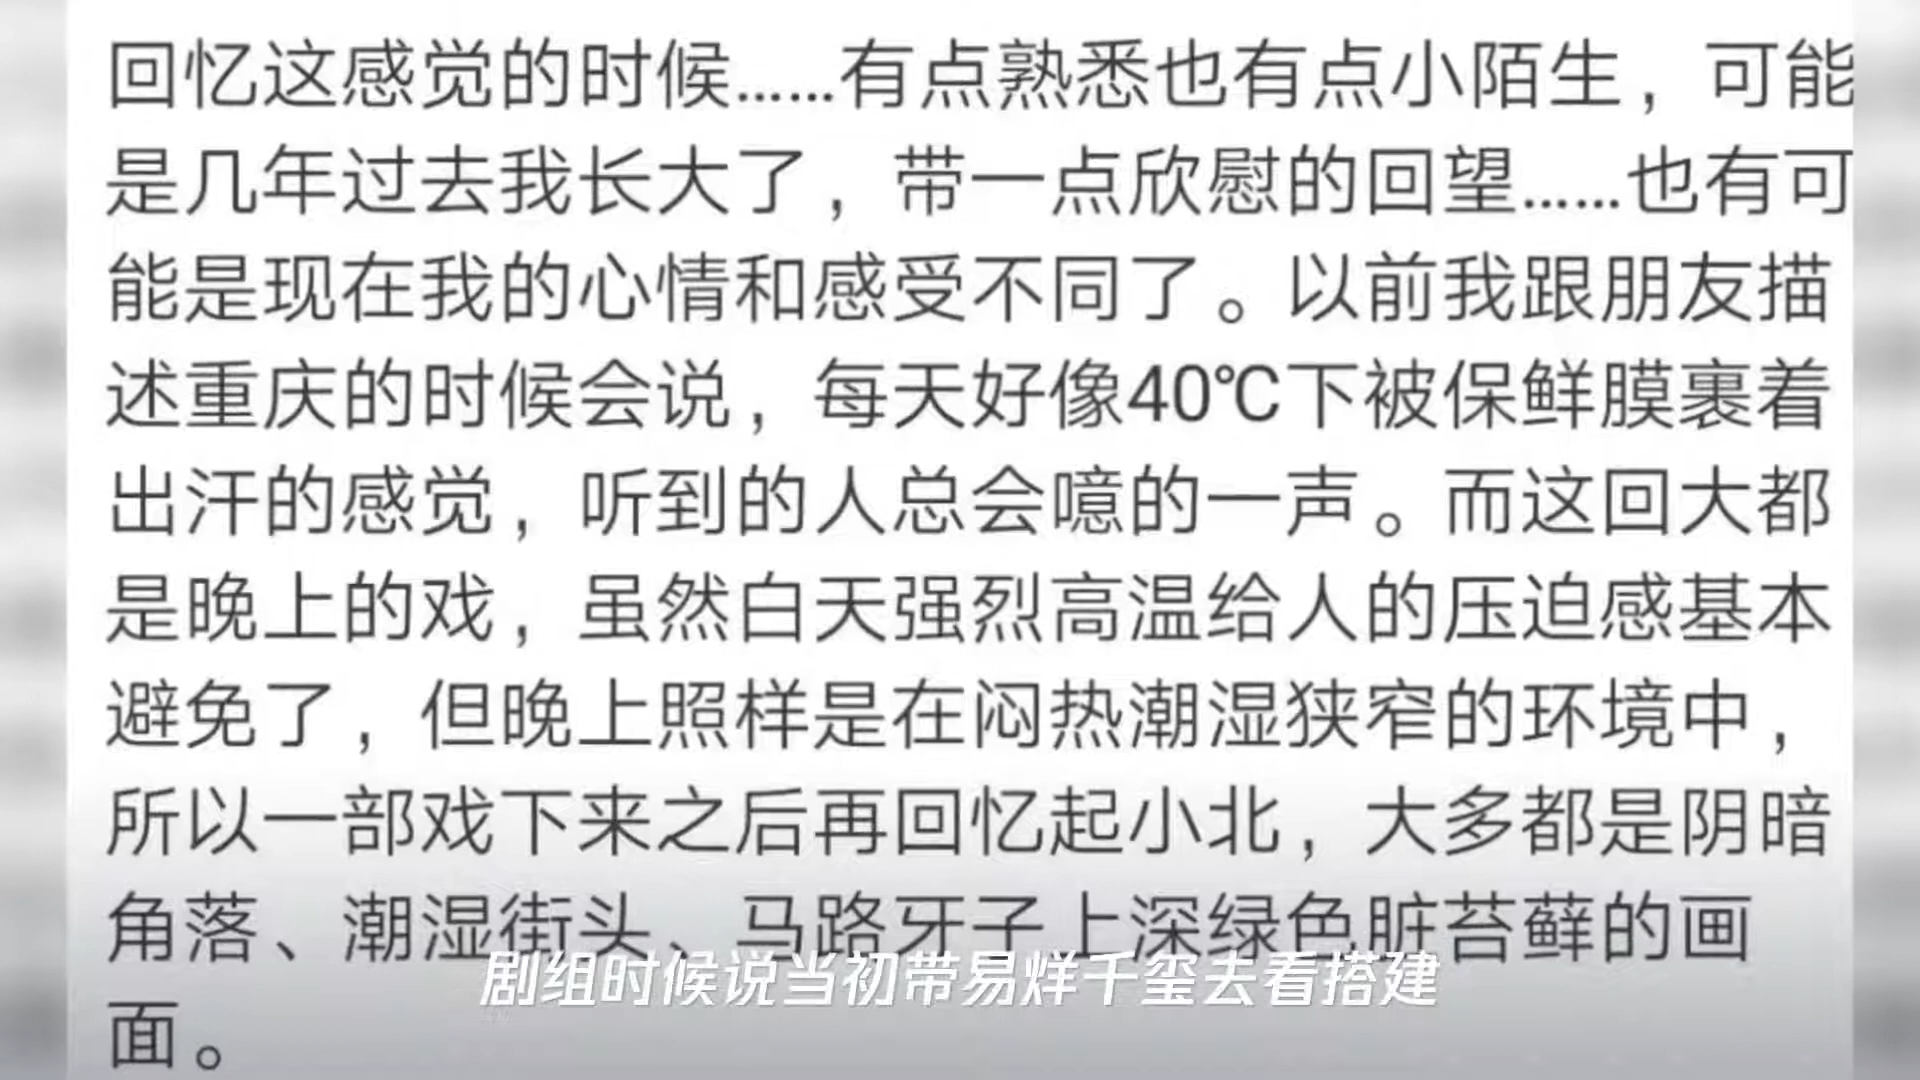 回忆这感觉的时候……有点熟悉也有点小陌生，可能
是几年过去我长大了，带一点欣慰的回望……也有可
能是现在我的心情和感受不同了。以前我跟朋友描
述重庆的时候会说，每天好像40℃下被保鲜膜裹着
出汗的感觉，听到的人总会噫的一声。而这回大都
是晚上的戏，虽然白天强烈高温给人的压迫感基本
避免了，但晚上照样是在闷热潮湿狭窄的环境中，
所以一部戏下来之后再回忆起小北，大多都是阴暗
角落、潮湿街头、马路牙子上深绿色脏苔藓的画
面。
剧组时候说当初带易烊千玺去看搭建